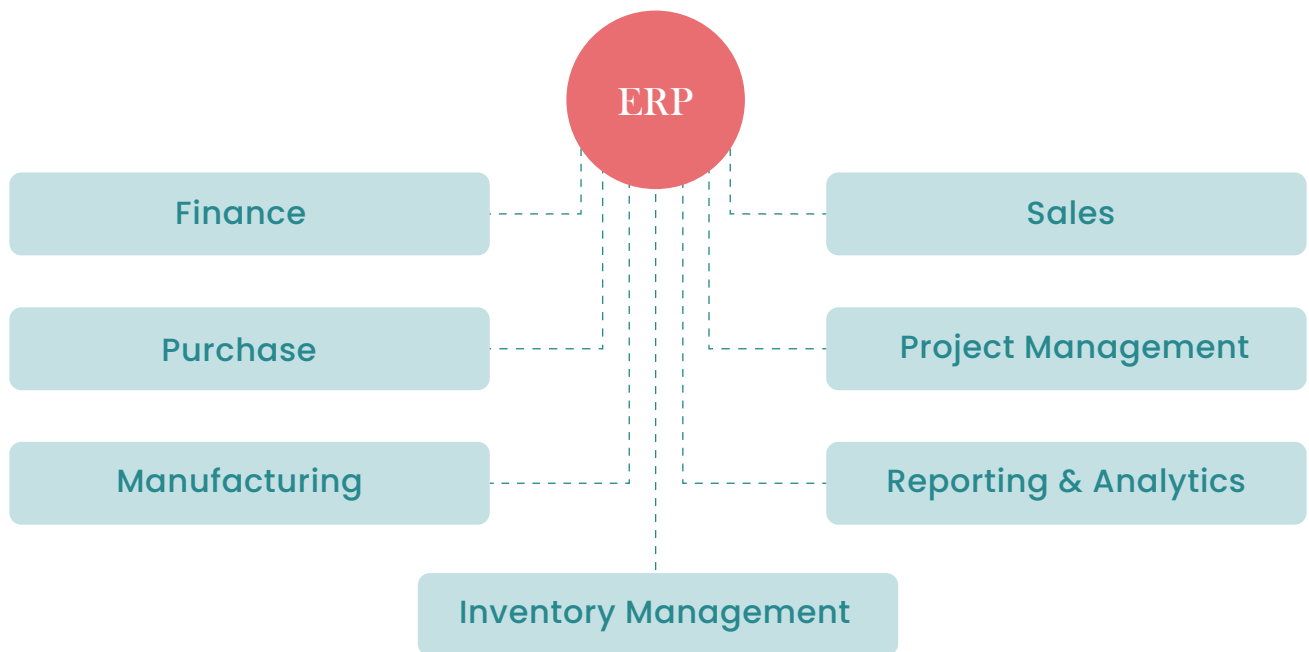 ERP
Finance
Sales
Purchase
Project Management
Manufacturing
Reporting & Analytics
Inventory Management